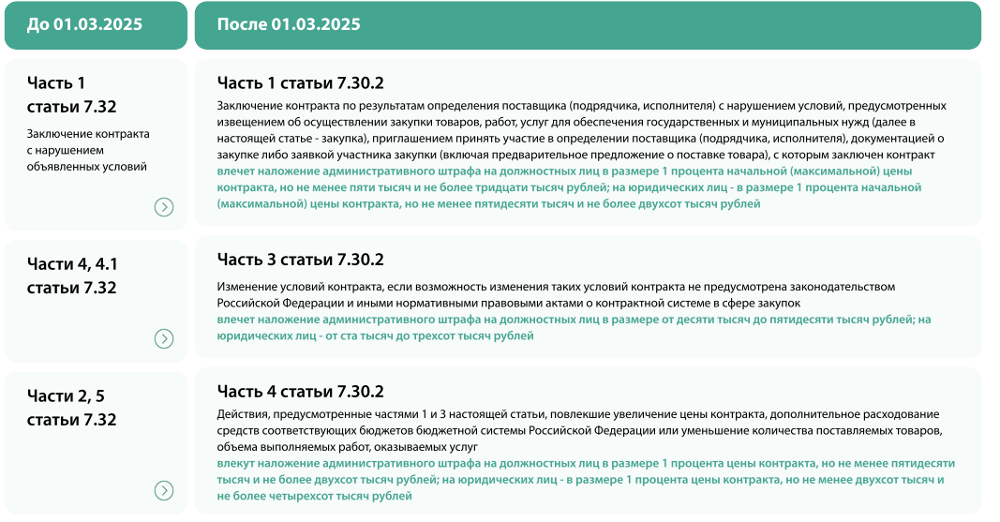 До 01.03.2025
После 01.03.2025
Часть 1
статьи 7.32
Заключение контракта
с нарушением
объявленных условий
Часть 1 статьи 7.30.2
Заключение контракта по результатам определения поставщика (подрядчика, исполнителя) с нарушением условий, предусмотренных
извещением об осуществлении закупки товаров, работ, услуг для обеспечения государственных и муниципальных нужд (далее в
настоящей статье - закупка), приглашением принять участие в определении поставщика (подрядчика, исполнителя), документацией о
закупке либо заявкой участника закупки (включая предварительное предложение о поставке товара), с которым заключен контракт
влечет наложение административного штрафа на должностных лиц в размере 1 процента начальной (максимальной) цены
контракта, но не менее пяти тысяч и не более тридцати тысяч рублей; на юридических лиц - в размере 1 процента начальной
(максимальной) цены контракта, но не менее пятидесяти тысяч и не более двухсот тысяч рублей
Части 4, 4.1
статьи 7.32
Часть 3 статьи 7.30.2
Изменение условий контракта, если возможность изменения таких условий контракта не предусмотрена законодательством
Российской Федерации и иными нормативными правовыми актами о контрактной системе в сфере закупок
влечет наложение административного штрафа на должностных лиц в размере от десяти тысяч до пятидесяти тысяч рублей; на
юридических лиц - от ста тысяч до трехсот тысяч рублей
Части 2, 5
статьи 7.32
Часть 4 статьи 7.30.2
Действия, предусмотренные частями 1 и 3 настоящей статьи, повлекшие увеличение цены контракта, дополнительное расходование
средств соответствующих бюджетов бюджетной системы Российской Федерации или уменьшение количества поставляемых товаров,
объема выполняемых работ, оказываемых услуг
влекут наложение административного штрафа на должностных лиц в размере 1 процента цены контракта, но не менее пятидесяти
тысяч и не более двухсот тысяч рублей; на юридических лиц - в размере 1 процента цены контракта, но не менее двухсот тысяч и
не более четырехсот тысяч рублей